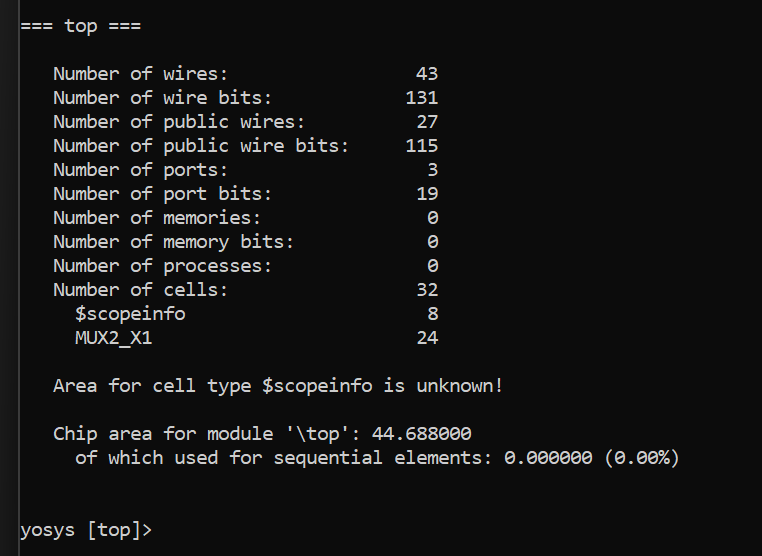 === top ===
Number of wires: 43
Number of wire bits: 131
Number of public wires: 27
Number of public wire bits: 115
Number of ports: 3
Number of port bits: 19
Number of memories: 0
Number of memory bits: 0
Number of processes: 0
Number of cells: 32
$scopeinfo 8
MUX2_X1 24
Area for cell type $scopeinfo is unknown!
Chip area for module '\top': 44.688000
of which used for sequential elements: 0.000000 (0.00%)
yosys [top]>